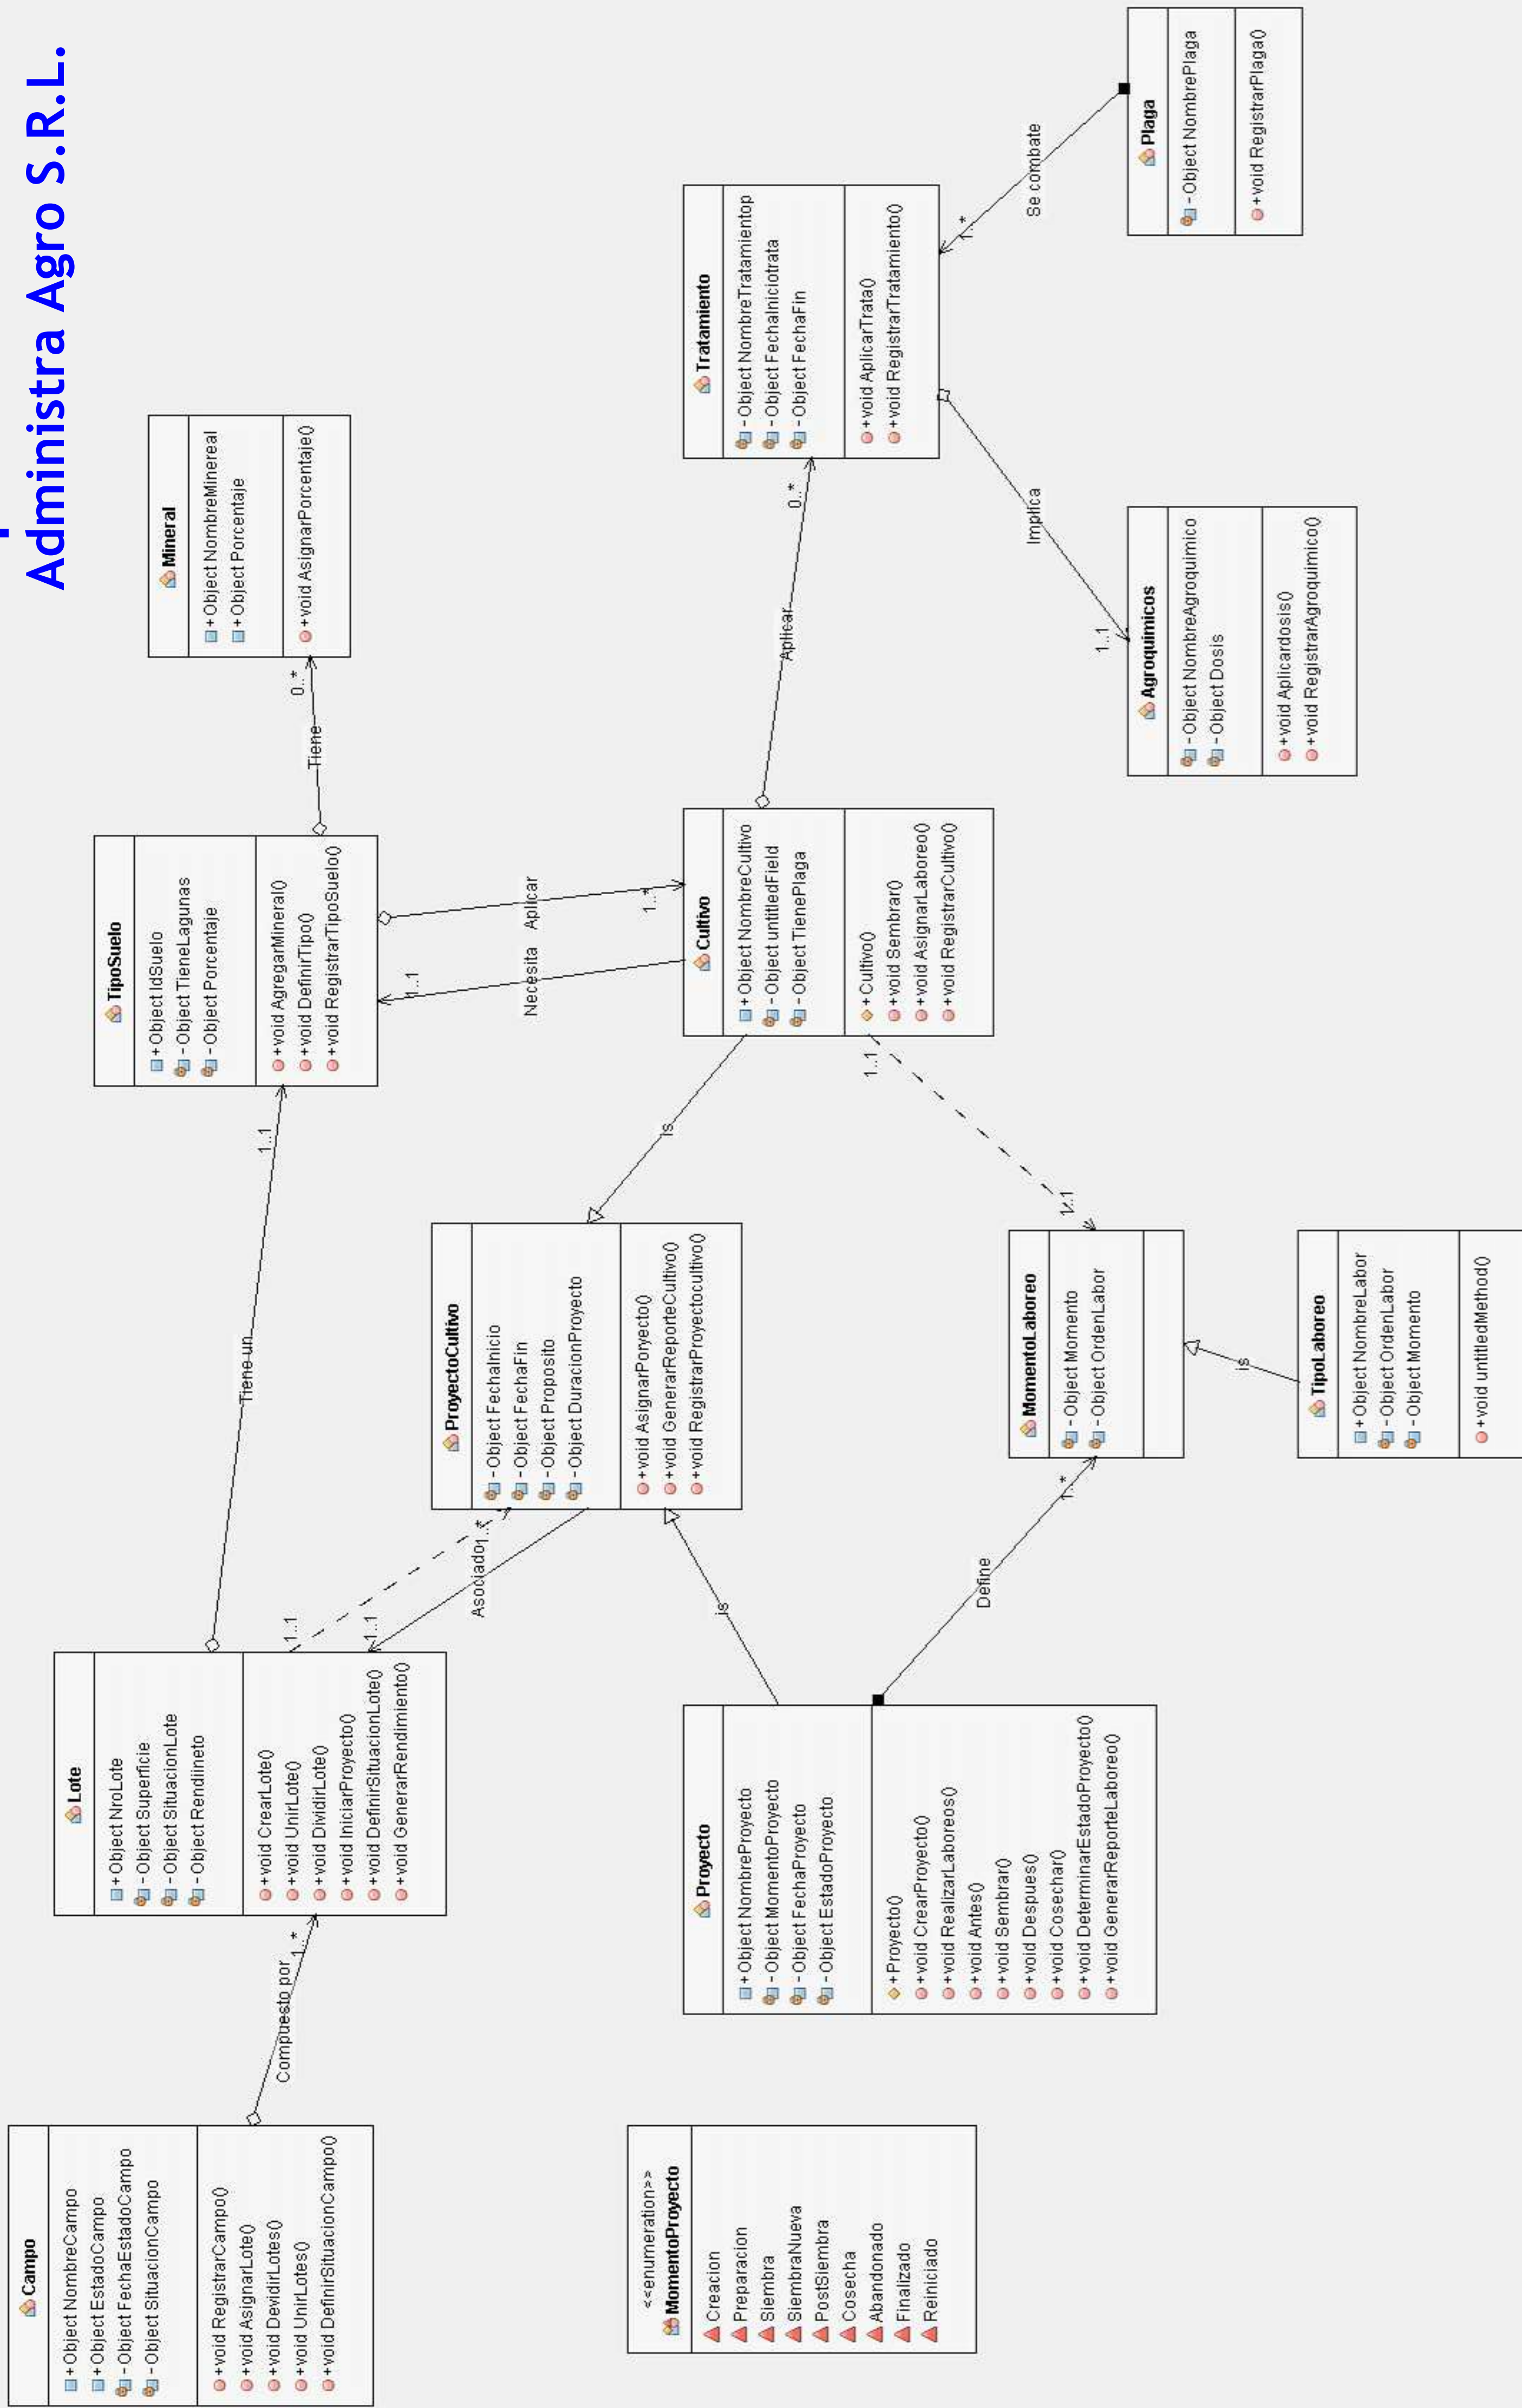 Administra Agro S.R.L.
Campo
+Object NombreCampo
+Object EstadoCampo
-Object FechaEstadoCampo
-Object SituacionCampo
+void RegistrarCampo()
+void AsignarLote()
+void DevidirLotes()
+void UnirLotes()
+void DefinirSituacionCampo()
Compuesto por
1..*
Lote
+Object NroLote
-Object Superficie
-Object SituacionLote
-Object Rendiineto
+void CrearLote()
+void UnirLote()
+void DividirLote()
+void IniciarProyecto()
+void DefinirSituacionLote()
+void GenerarRendimiento()
Tiene un
1..1
TipoSuelo
+Object idSuelo
-Object TieneLagunas
-Object Porcentaje
+void AgregarMineral()
+void DefinirTipo()
+void RegistrarTipoSuelo()
Tiene
0..*
Mineral
+Object NombreMinereal
+Object Porcentaje
+void AsignarPorcentaje()
1..1
1..1
Asociado
1..*
ProyectoCultivo
-Object FechaInicio
-Object FechaFin
-Object Proposito
-Object DuracionProyecto
+void AsignarPoryecto()
+void GenerarReporteCultivo()
+void RegistrarProyectocultivo()
is
is
1..1
Necesita
Aplicar
1..*
<<enumeration>>
MomentoProyecto
Creacion
Preparacion
Siembra
SiembraNueva
PostSiembra
Cosecha
Abandonado
Finalizado
Reiniciado
Proyecto
+Object NombreProyecto
-Object MomentoProyecto
-Object FechaProyecto
-Object EstadoProyecto
+Proyecto()
+void CrearProyecto()
+void RealizarLaboreos()
+void Antes()
+void Sembrar()
+void Despues()
+void Cosechar()
+void DeterminarEstadoProyecto()
+void GenerarReporteLaboreo()
Define
1..*
Cultivo
+Object NombreCultivo
-Object untitledField
-Object TienePlaga
+Cultivo()
+void Sembrar()
+void AsignarLaboreo()
+void RegistrarCultivo()
1..1
1..1
Aplicar
0..*
Tratamiento
-Object NombreTratamientop
-Object FechaIniciotrata
-Object FechaFin
+void AplicarTrata()
+void RegistrarTratamiento()
MomentoLaboreo
-Object Momento
-Object OrdenLabor
is
TipoLaboreo
+Object NombreLabor
-Object OrdenLabor
-Object Momento
+void untitledMethod()
Implica
1..1
Agroquimicos
-Object NombreAgroquimico
-Object Dosis
+void Aplicardosis()
+void RegistrarAgroquimico()
Se combate
1..*
Plaga
-Object NombrePlaga
+void RegistrarPlaga()